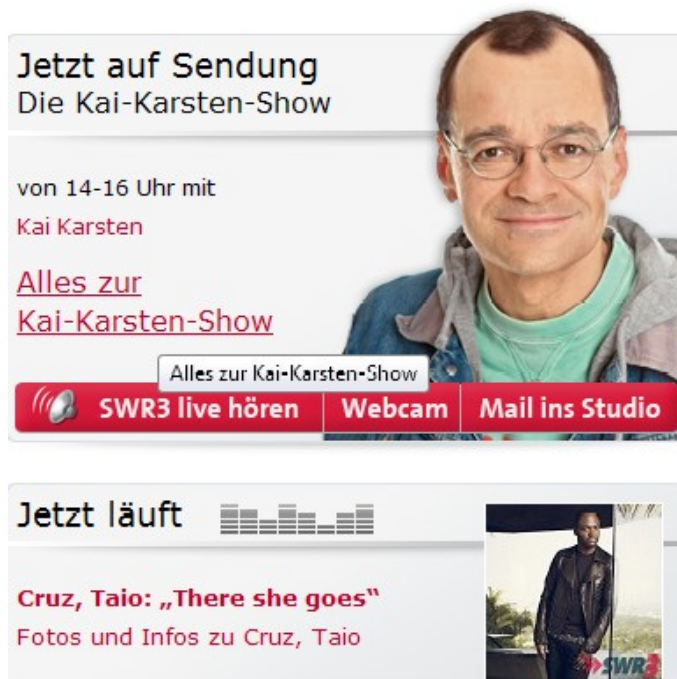 Jetzt auf Sendung
Die Kai-Karsten-Show
von 14-16 Uhr mit
Kai Karsten
Alles zur
Kai-Karsten-Show
Alles zur Kai-Karsten-Show
SWR3 live hören Webcam Mail ins Studio
Jetzt läuft
Cruz, Taio: „There she goes“
Fotos und Infos zu Cruz, Taio
SWR3